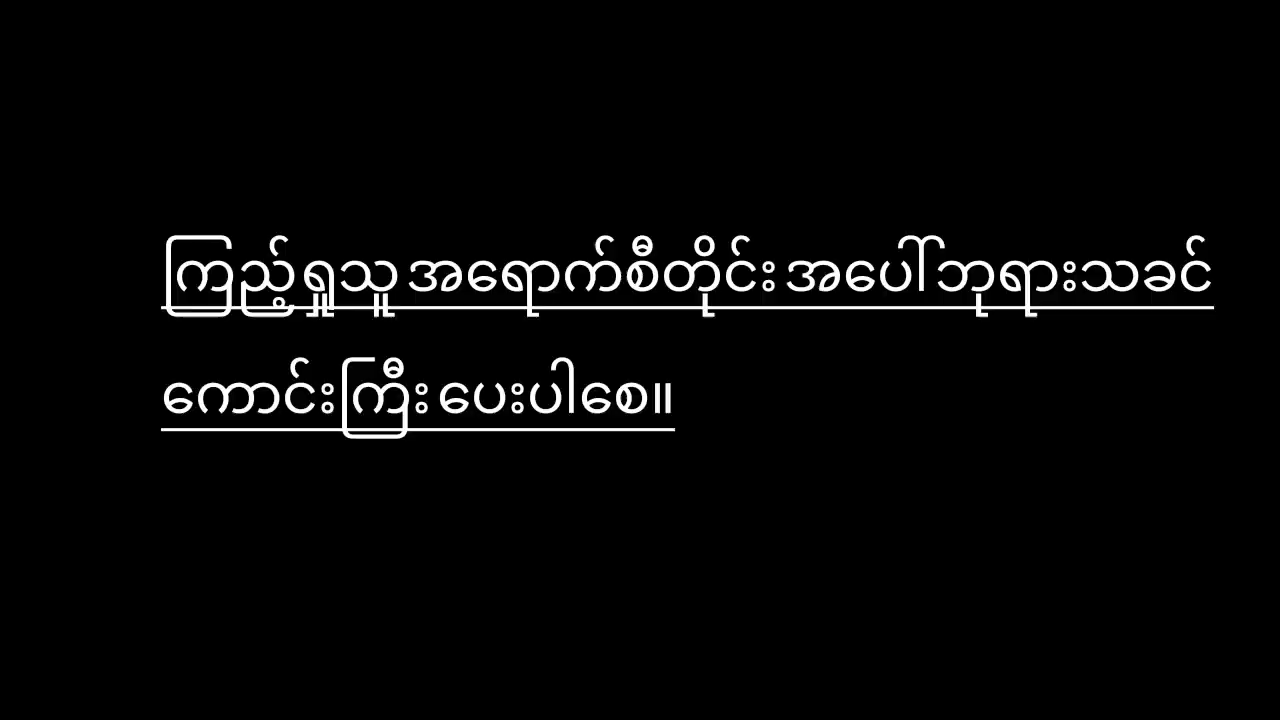 ကြည့်ရှုသူ အရောက်စီတိုင်း အပေါ် ဘုရားသခင်
ကောင်းကြီး ပေးပါစေ။